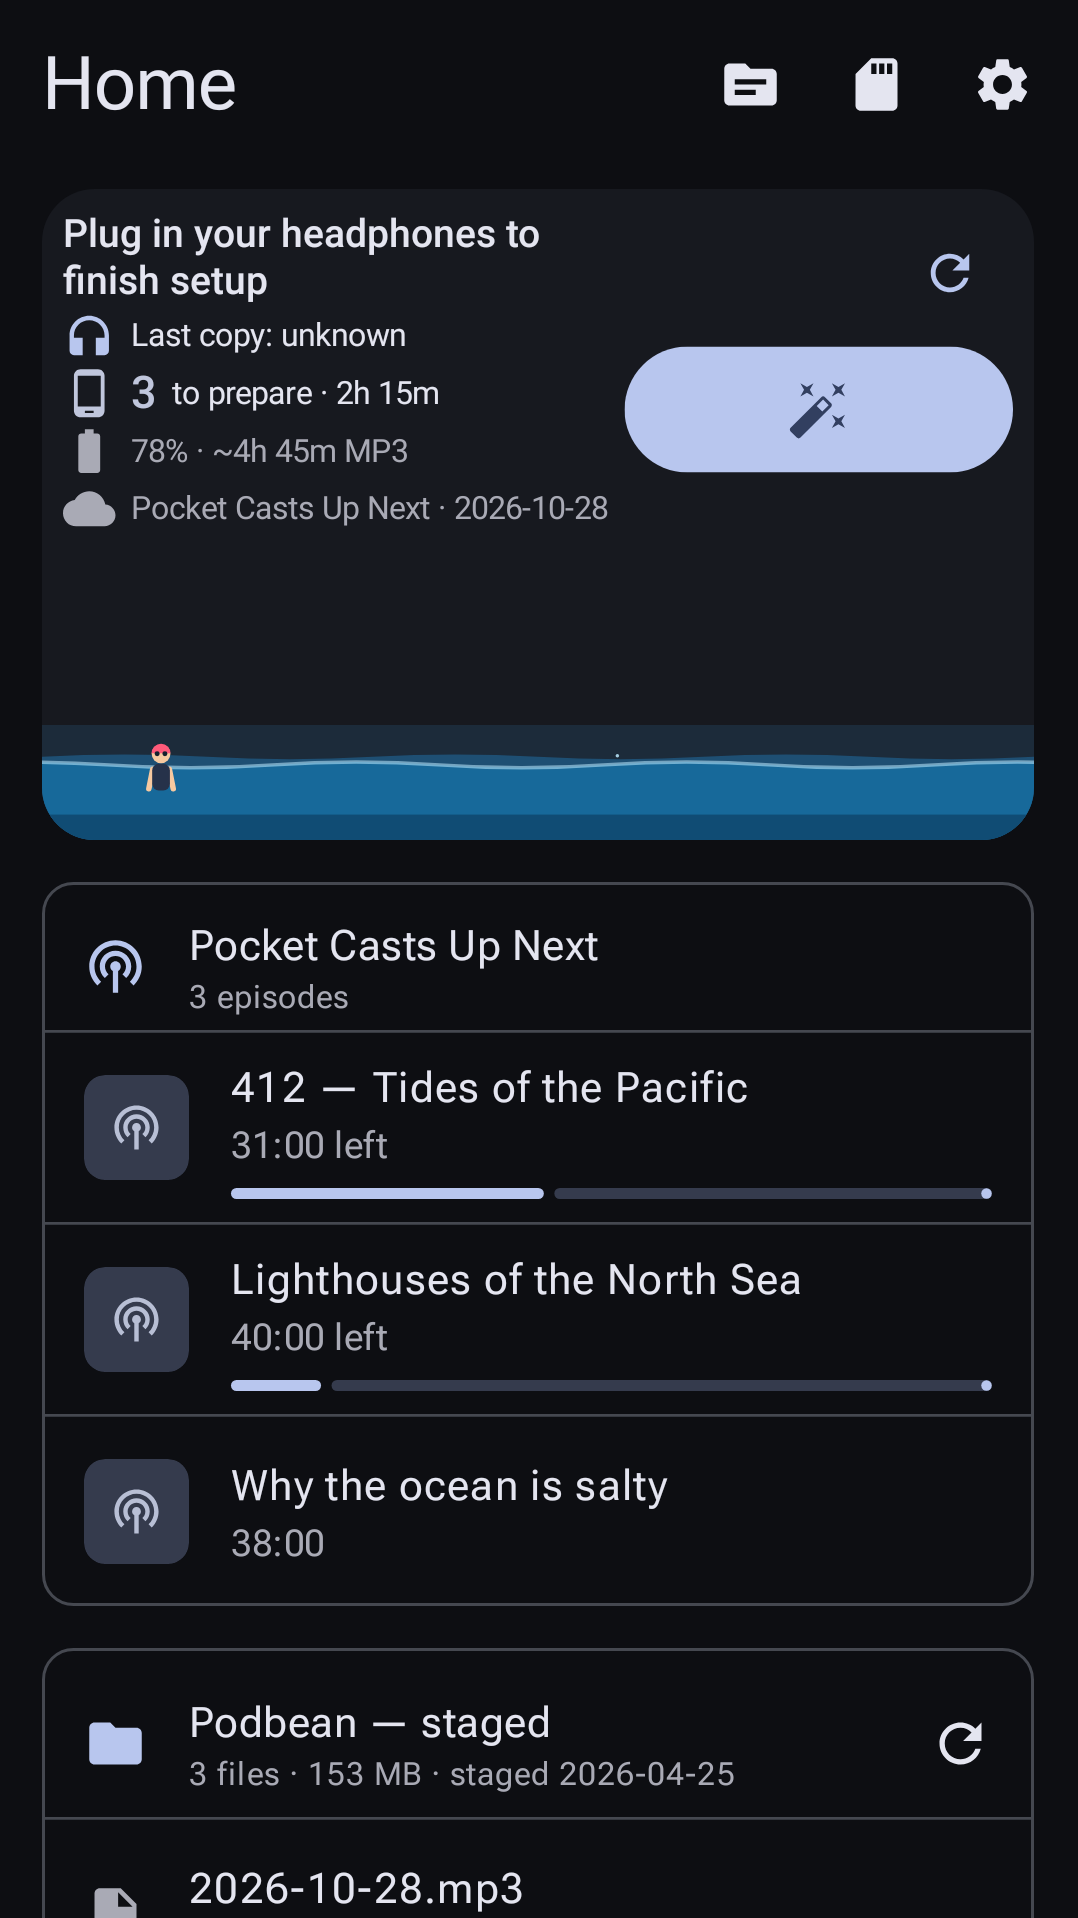 Home
Plug in your headphones to
finish setup
Last copy: unknown
3 to prepare · 2h 15m
78% · ~4h 45m MP3
Pocket Casts Up Next · 2026-10-28
Pocket Casts Up Next
3 episodes
412 — Tides of the Pacific
31:00 left
Lighthouses of the North Sea
40:00 left
Why the ocean is salty
38:00
Podbean — staged
3 files · 153 MB · staged 2026-04-25
2026-10-28.mp3